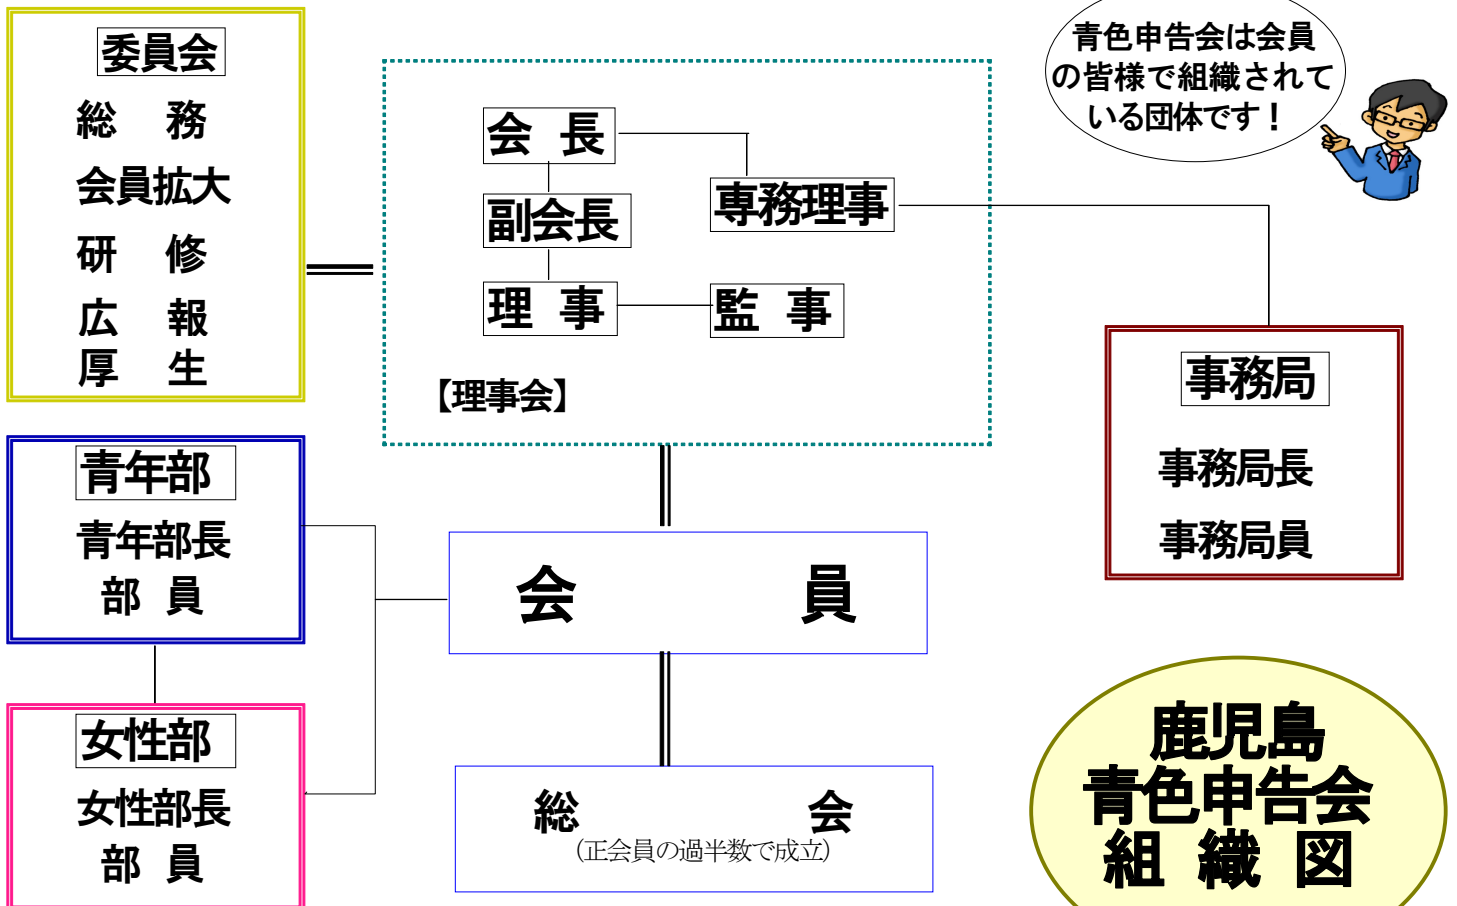 委員会
総　務
会員拡大
研　修
広　報
厚　生
会 長
副会長
理 事
専務理事
監 事
【理事会】
青色申告会は会員
の皆様で組織されて
いる団体です！
事務局
事務局長
事務局員
青年部
青年部長
部 員
女性部
女性部長
部 員
会　員
総　会
(正会員の過半数で成立)
鹿児島
青色申告会
組 織 図